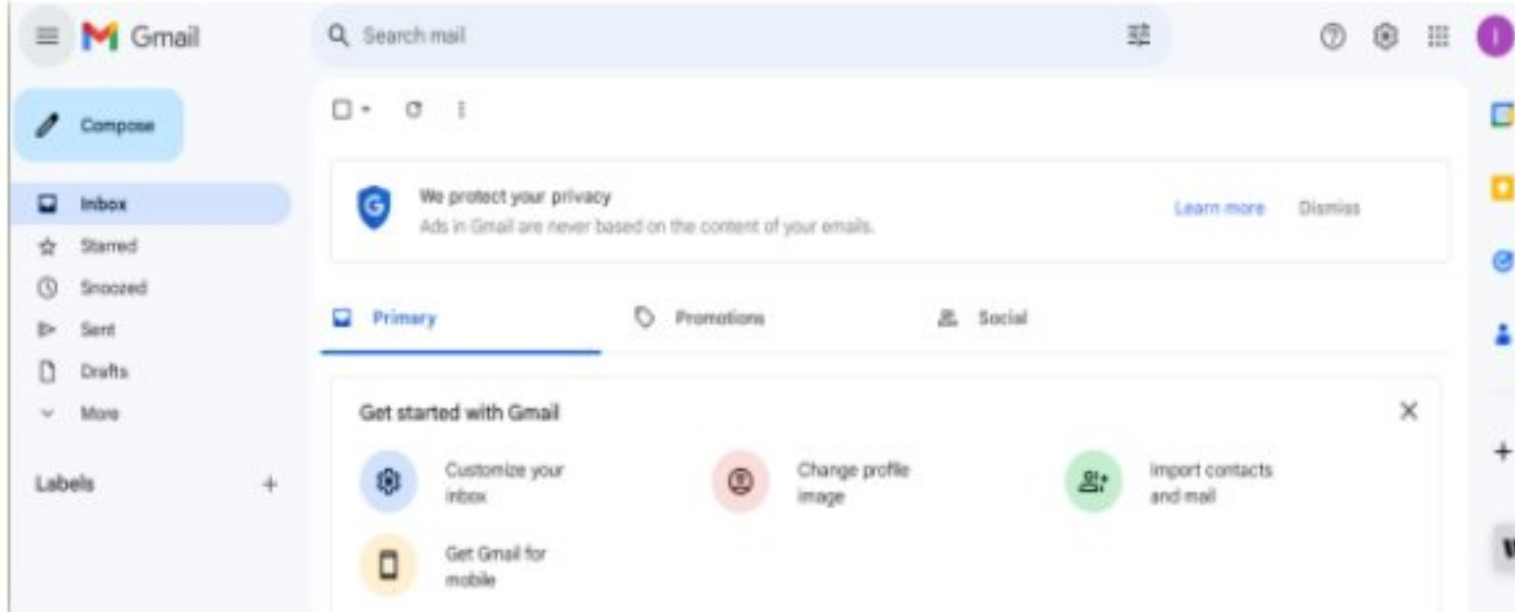 Gmail
Search mail
I
Compose
We protect your privacy
Ads in Gmail are never based on the content of your emails.
Learn more
Dismiss
Inbox
Starred
Snoozed
Sent
Drafts
More
Labels
Primary
Promotions
Social
Get started with Gmail
Customize your
inbox
Change profile
image
Import contacts
and mail
Get Gmail for
mobile